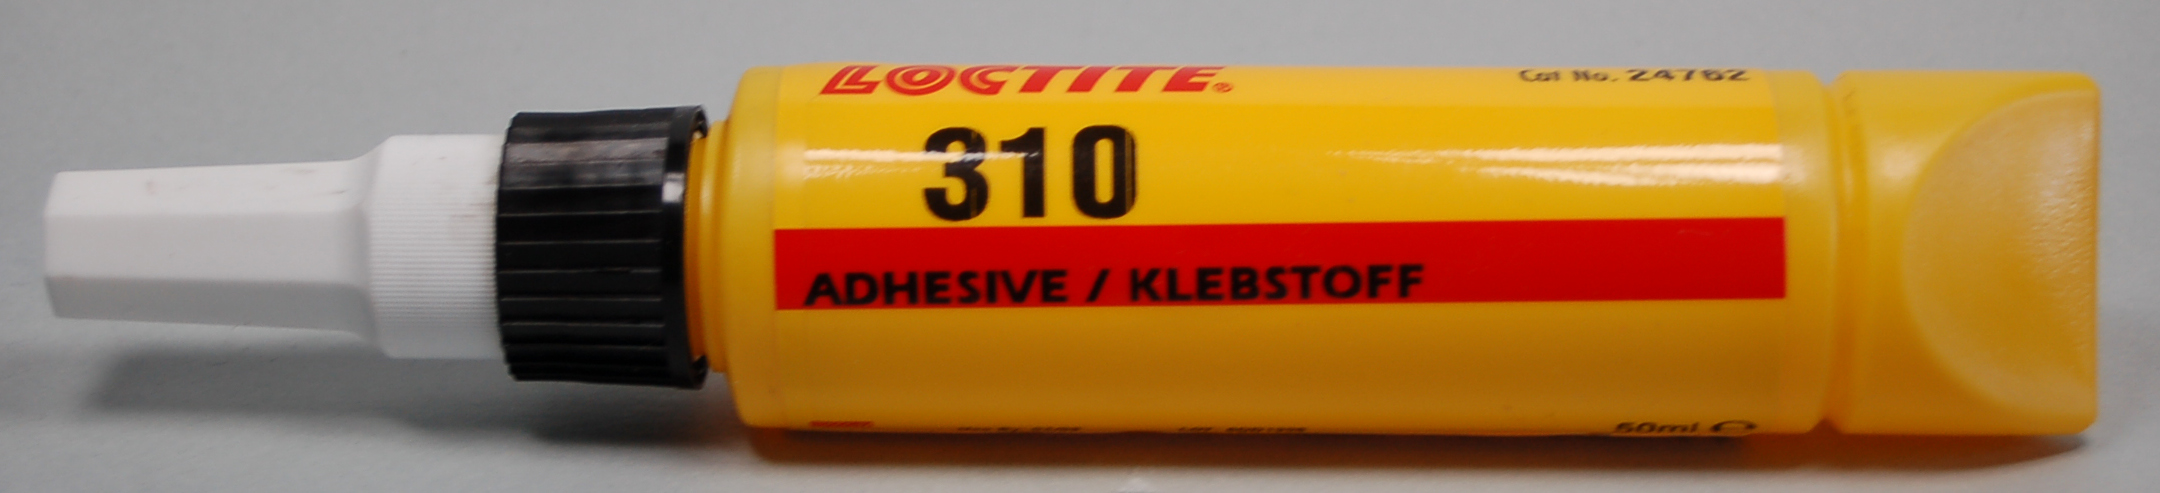 LOCTITE®
Cat No. 24762
310
ADHESIVE / KLEBSTOFF
50ml ℮